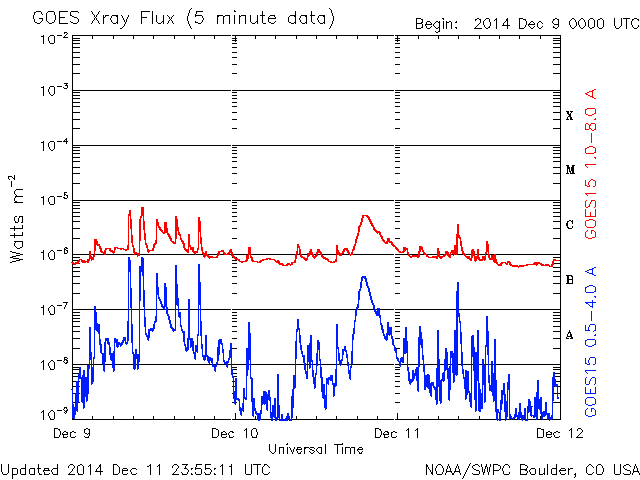 GOES Xray Flux (5 minute data)
Begin: 2014 Dec 9 0000 UTC
10-2
10-3
10-4
10-5
10-6
10-7
10-8
10-9
Watts m-2
X
M
C
B
A
GOES15 1.0-8.0 A
GOES15 0.5-4.0 A
Dec 9
Dec 10
Dec 11
Dec 12
Universal Time
Updated 2014 Dec 11 23:55:11 UTC
NOAA/SWPC Boulder, CO USA